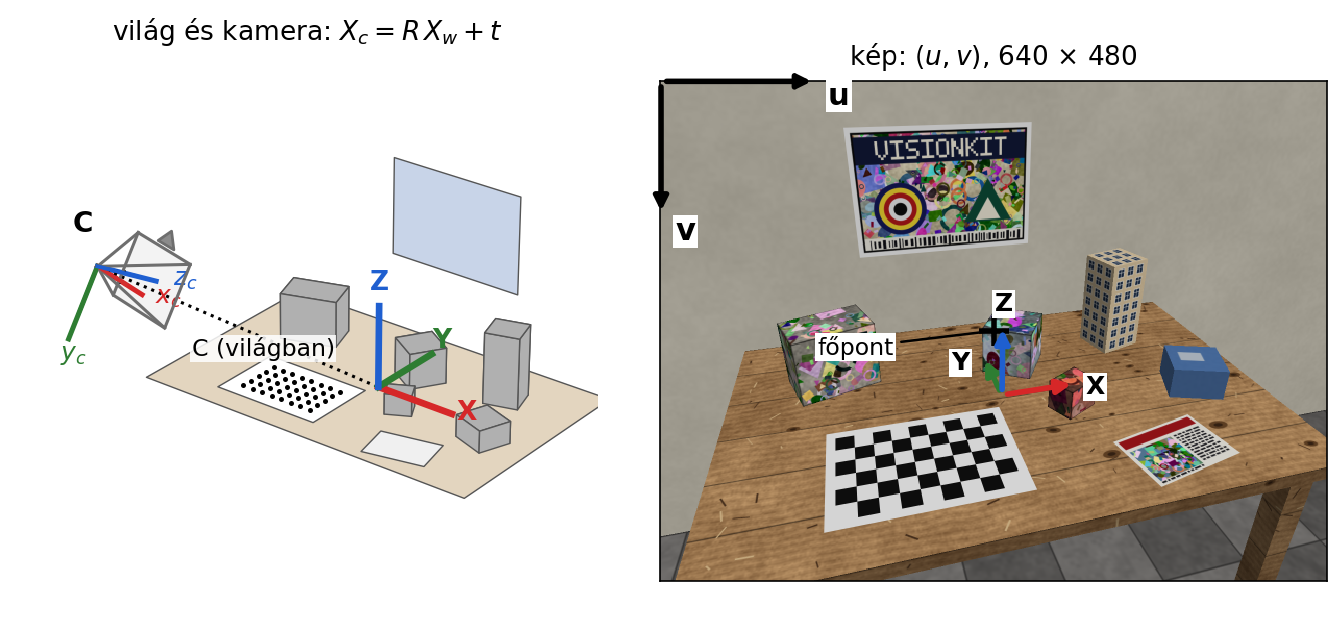 világ és kamera: $X_c = R X_w + t$
C
z_c
x_c
y_c
C (világban)
Z
Y
X
kép: (u, v), 640 × 480
u
v
VISIONKIT
főpont
Z
Y
X